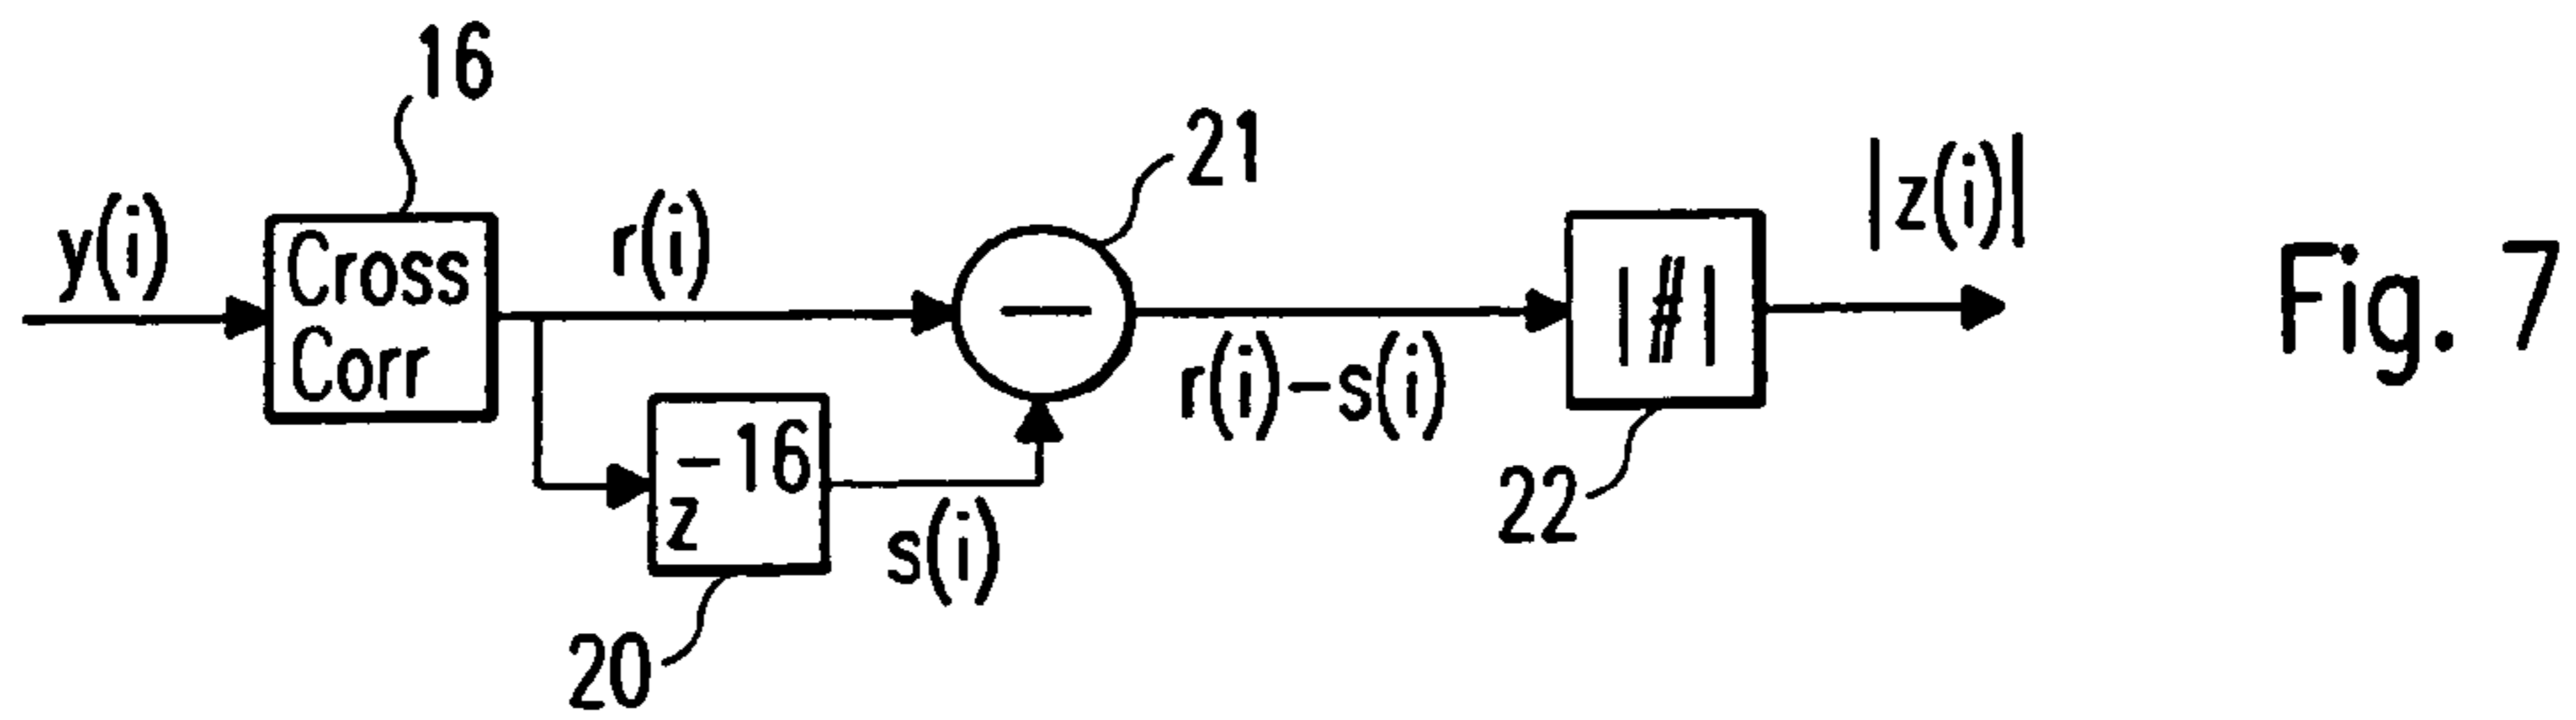 16
y(i)
Cross
Corr
r(i)
21
|z(i)|
Fig. 7
z^-16
s(i)
r(i)-s(i)
|#|
20
22